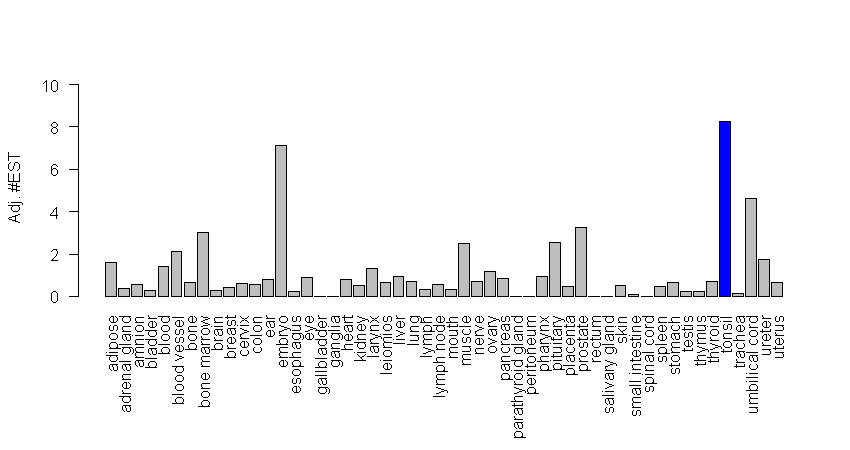 Adj. #EST
10
8
6
4
2
0
adipose
adrenal gland
amnion
bladder
blood
blood vessel
bone
bone marrow
brain
breast
cervix
colon
ear
embryo
esophagus
eye
gallbladder
ganglia
heart
kidney
larynx
leiomios
liver
lung
lymph
lymph node
mouth
muscle
nerve
ovary
pancreas
parathyroid gland
peritoneum
pharynx
pituitary
placenta
prostate
rectum
salivary gland
skin
small intestine
spinal cord
spleen
stomach
testis
thymus
thyroid
tonsil
trachea
umbilical cord
ureter
uterus